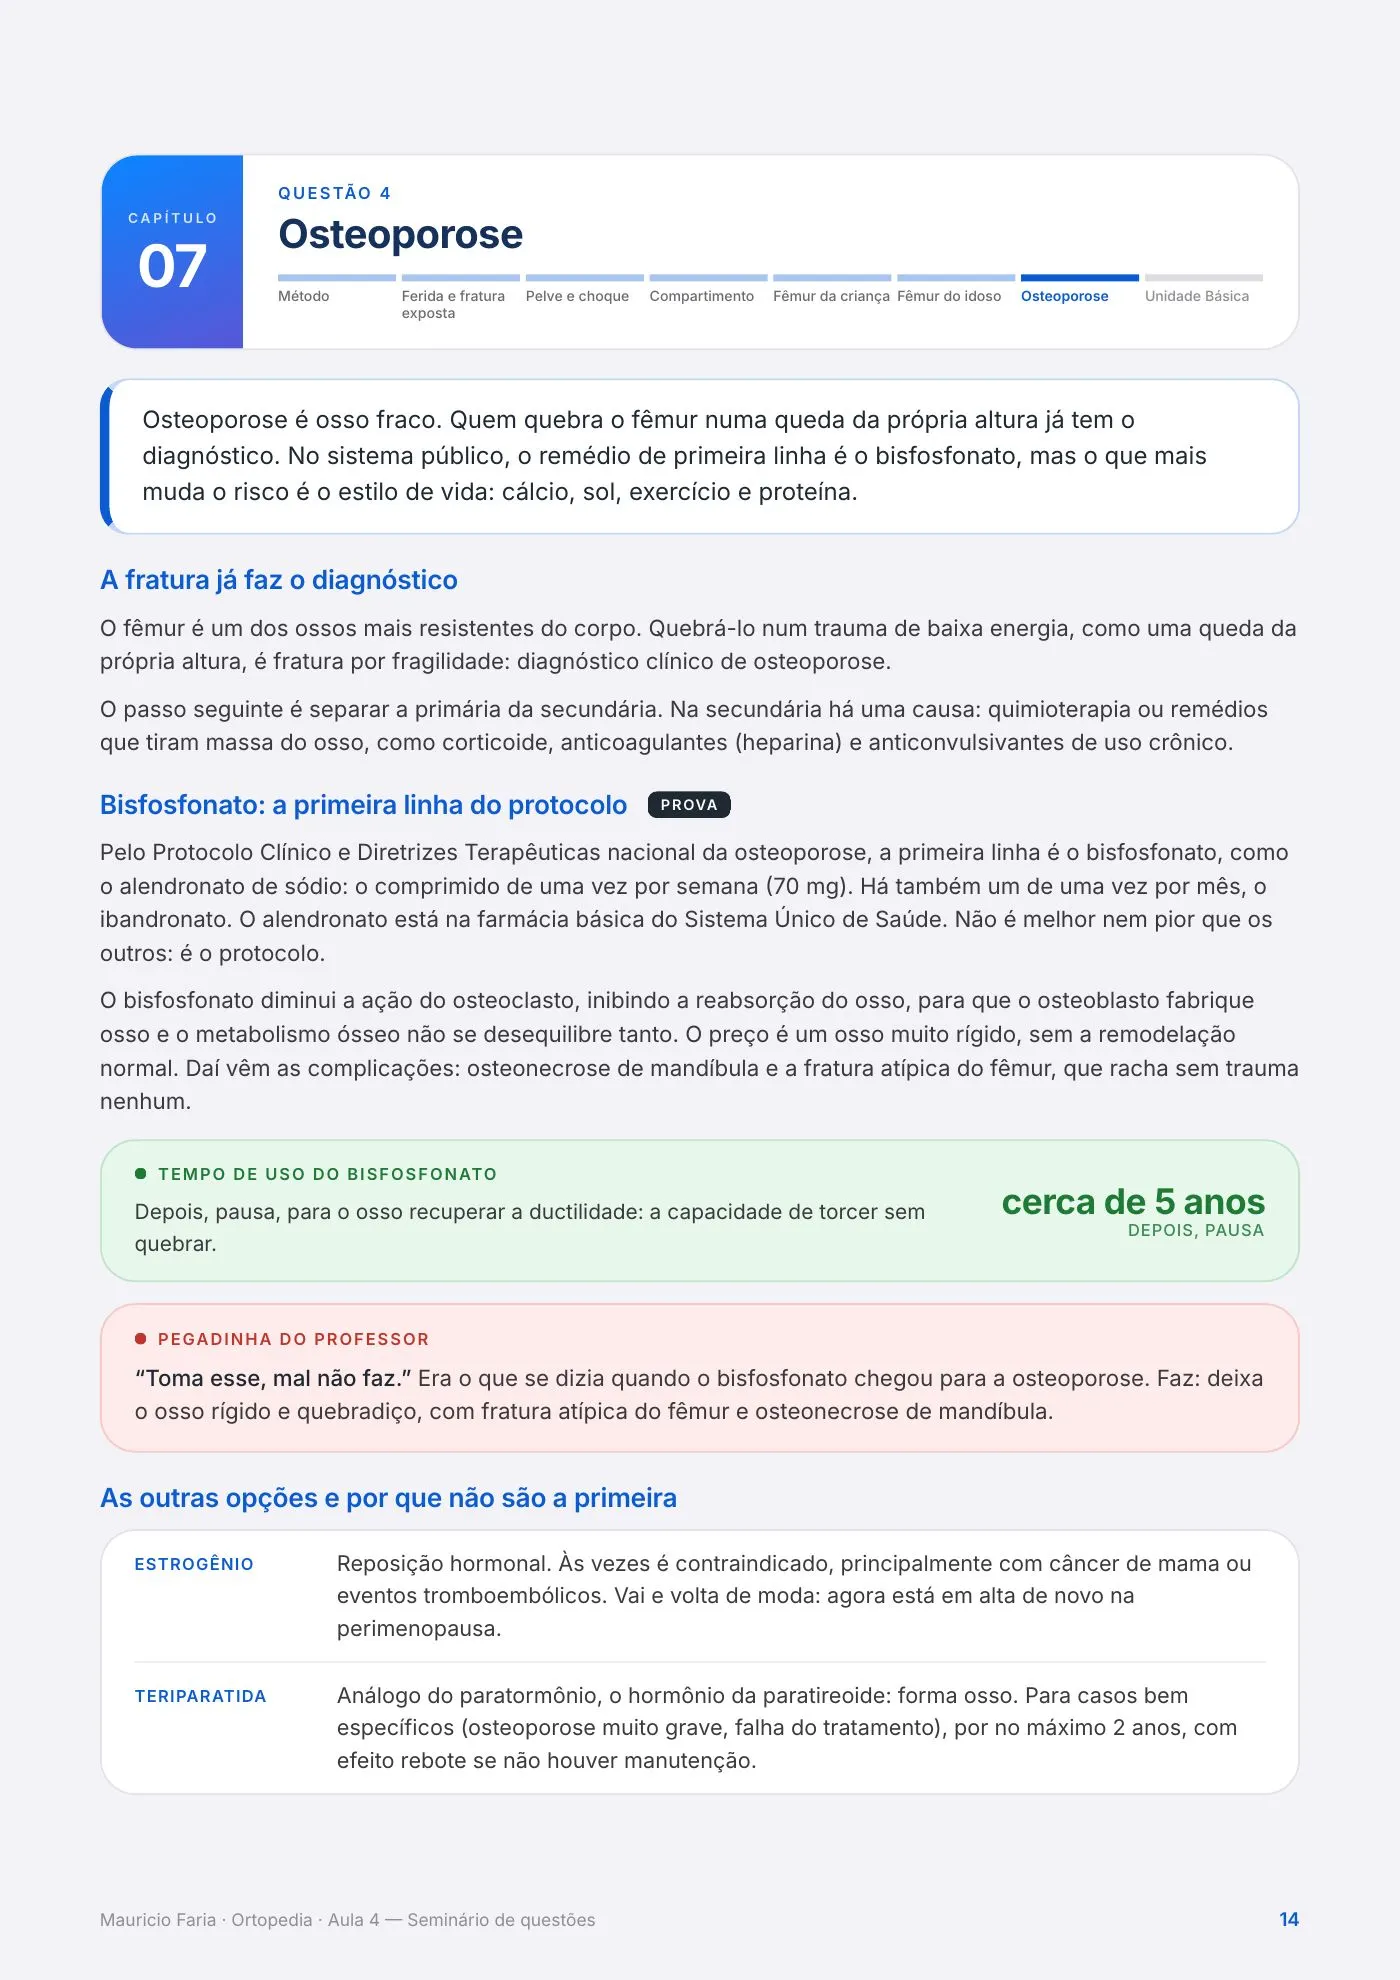 CAPÍTULO
07
QUESTÃO 4
Osteoporose
Método
Ferida e fratura
exposta
Pelve e choque
Compartimento
Fêmur da criança
Fêmur do idoso
Osteoporose
Unidade Básica
Osteoporose é osso fraco. Quem quebra o fêmur numa queda da própria altura já tem o
diagnóstico. No sistema público, o remédio de primeira linha é o bisfosfonato, mas o que mais
muda o risco é o estilo de vida: cálcio, sol, exercício e proteína.
A fratura já faz o diagnóstico
O fêmur é um dos ossos mais resistentes do corpo. Quebrá-lo num trauma de baixa energia, como uma queda da
própria altura, é fratura por fragilidade: diagnóstico clínico de osteoporose.
O passo seguinte é separar a primária da secundária. Na secundária há uma causa: quimioterapia ou remédios
que tiram massa do osso, como corticoide, anticoagulantes (heparina) e anticonvulsivantes de uso crônico.
Bisfosfonato: a primeira linha do protocolo PROVA
Pelo Protocolo Clínico e Diretrizes Terapêuticas nacional da osteoporose, a primeira linha é o bisfosfonato, como
o alendronato de sódio: o comprimido de uma vez por semana (70 mg). Há também um de uma vez por mês, o
ibandronato. O alendronato está na farmácia básica do Sistema Único de Saúde. Não é melhor nem pior que os
outros: é o protocolo.
O bisfosfonato diminui a ação do osteoclasto, inibindo a reabsorção do osso, para que o osteoblasto fabrique
osso e o metabolismo ósseo não se desequilibre tanto. O preço é um osso muito rígido, sem a remodelação
normal. Daí vêm as complicações: osteonecrose de mandíbula e a fratura atípica do fêmur, que racha sem trauma
nenhum.
TEMPO DE USO DO BISFOSFONATO
Depois, pausa, para o osso recuperar a ductilidade: a capacidade de torcer sem
quebrar.
cerca de 5 anos
DEPOIS, PAUSA
PEGADINHA DO PROFESSOR
“Toma esse, mal não faz.” Era o que se dizia quando o bisfosfonato chegou para a osteoporose. Faz: deixa
o osso rígido e quebradiço, com fratura atípica do fêmur e osteonecrose de mandíbula.
As outras opções e por que não são a primeira
ESTROGÊNIO
Reposição hormonal. Às vezes é contraindicado, principalmente com câncer de mama ou
eventos tromboembólicos. Vai e volta de moda: agora está em alta de novo na
perimenopausa.
TERIPARATIDA
Análogo do paratormônio, o hormônio da paratireoide: forma osso. Para casos bem
específicos (osteoporose muito grave, falha do tratamento), por no máximo 2 anos, com
efeito rebote se não houver manutenção.
Mauricio Faria · Ortopedia · Aula 4 — Seminário de questões
14